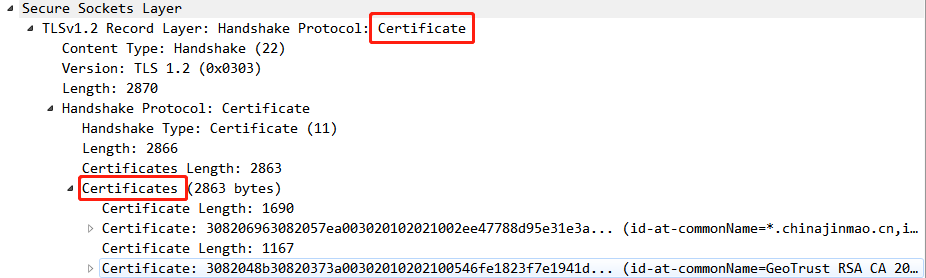 Secure Sockets Layer
TLSv1.2 Record Layer: Handshake Protocol: Certificate
Content Type: Handshake (22)
Version: TLS 1.2 (0x0303)
Length: 2870
Handshake Protocol: Certificate
Handshake Type: Certificate (11)
Length: 2866
Certificates Length: 2863
Certificates (2863 bytes)
Certificate Length: 1690
Certificate: 308206963082057ea003020102021002ee47788d95e31e3a... (id-at-commonName=*.chinajinmao.cn,i…
Certificate Length: 1167
Certificate: 3082048b30820373a00302010202100546fe1823f7e1941d... (id-at-commonName=GeoTrust RSA CA 20…